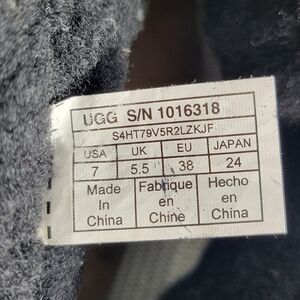 UGG S/N 1016318
S4HT79V5R2LZKJF
USA UK EU JAPAN
7 5.5 38 24
Made Fabrique Hecho
In en en
China Chine China